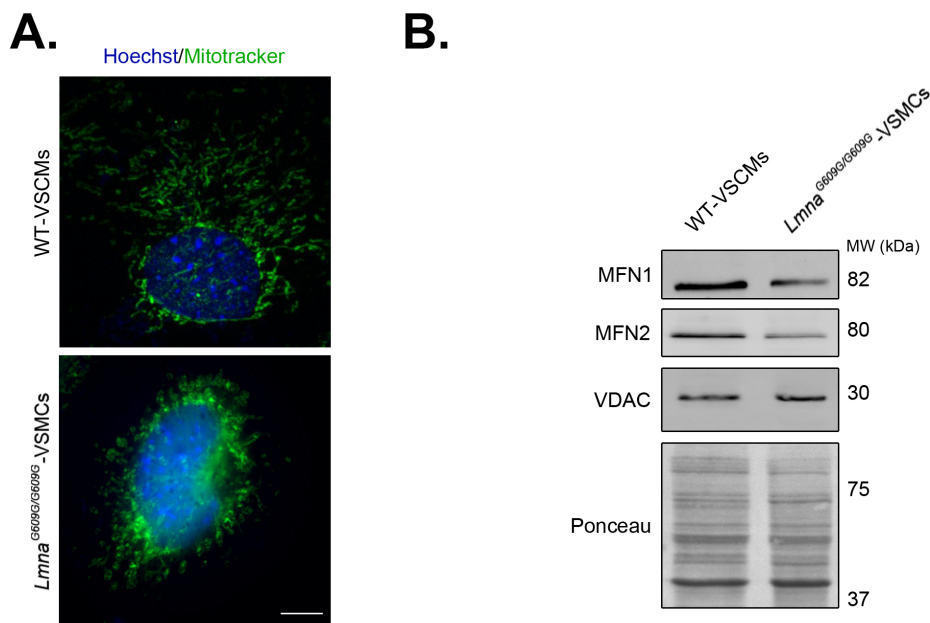 A.
B.
Hoechst/Mitotracker
WT-VSCMs
Lmna G609G/G609G -VSMCs
WT-VSCMs
Lmna G609G/G609G -VSMCs
MW (kDa)
MFN1
82
MFN2
80
VDAC
30
Ponceau
75
37